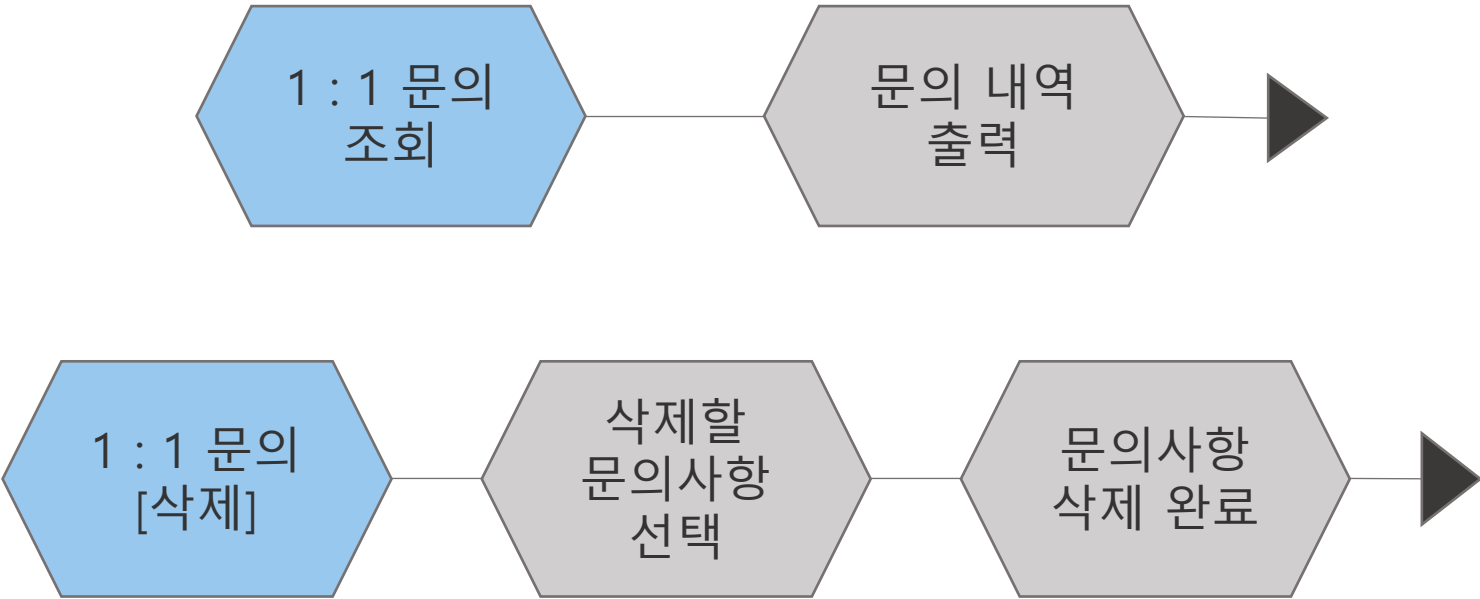 1 : 1 문의
조회
문의 내역
출력
1 : 1 문의
[삭제]
삭제할
문의사항
선택
문의사항
삭제 완료